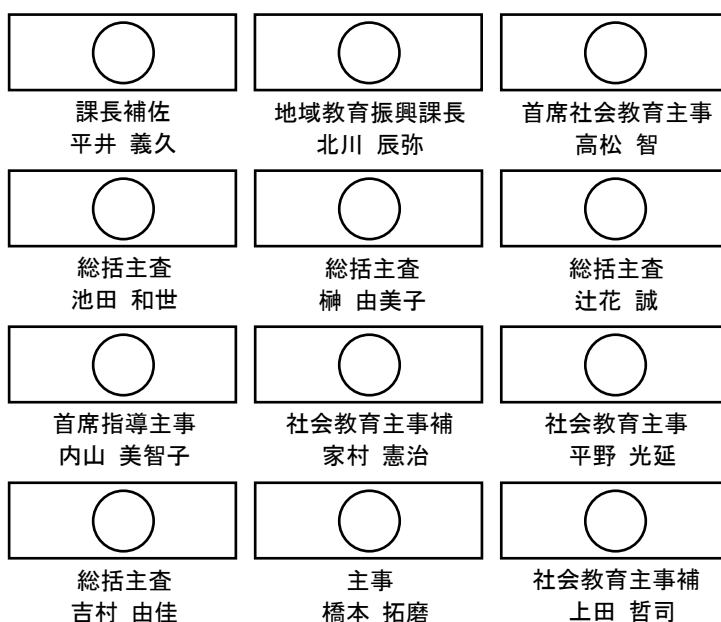 課長補佐
平井 義久
地域教育振興課長
北川 辰弥
首席社会教育主事
高松 智
総括主査
池田 和世
総括主査
榊 由美子
総括主査
辻花 誠
首席指導主事
内山 美智子
社会教育主事補
家村 憲治
社会教育主事
平野 光延
総括主査
吉村 由佳
主事
橋本 拓磨
社会教育主事補
上田 哲司